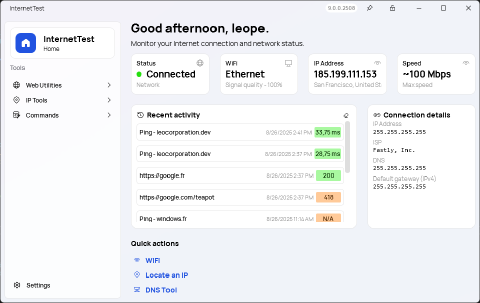 InternetTest
9.0.0.2508
InternetTest
Home
Tools
Web Utilities
IP Tools
Commands
Settings
Good afternoon, leope.
Monitor your internet connection and network status.
Status
Connected
Network
WiFi
Ethernet
Signal quality - 100%
IP Address
185.199.111.153
San Francisco, United St
Speed
~100 Mbps
Max speed
Recent activity
Ping - leocorporation.dev 8/26/2025 2:41 PM 33,75 ms
Ping - leocorporation.dev 8/26/2025 2:37 PM 28,75 ms
https://google.fr 8/26/2025 2:37 PM 200
https://google.com/teapot 8/26/2025 2:37 PM 418
Ping - windows.fr 8/26/2025 11:14 AM N/A
Connection details
IP Address
255.255.255.255
ISP
Fastly, Inc.
DNS
255.255.255.255
Default gateway (IPv4)
255.255.255.255
Quick actions
WiFi
Locate an IP
DNS Tool